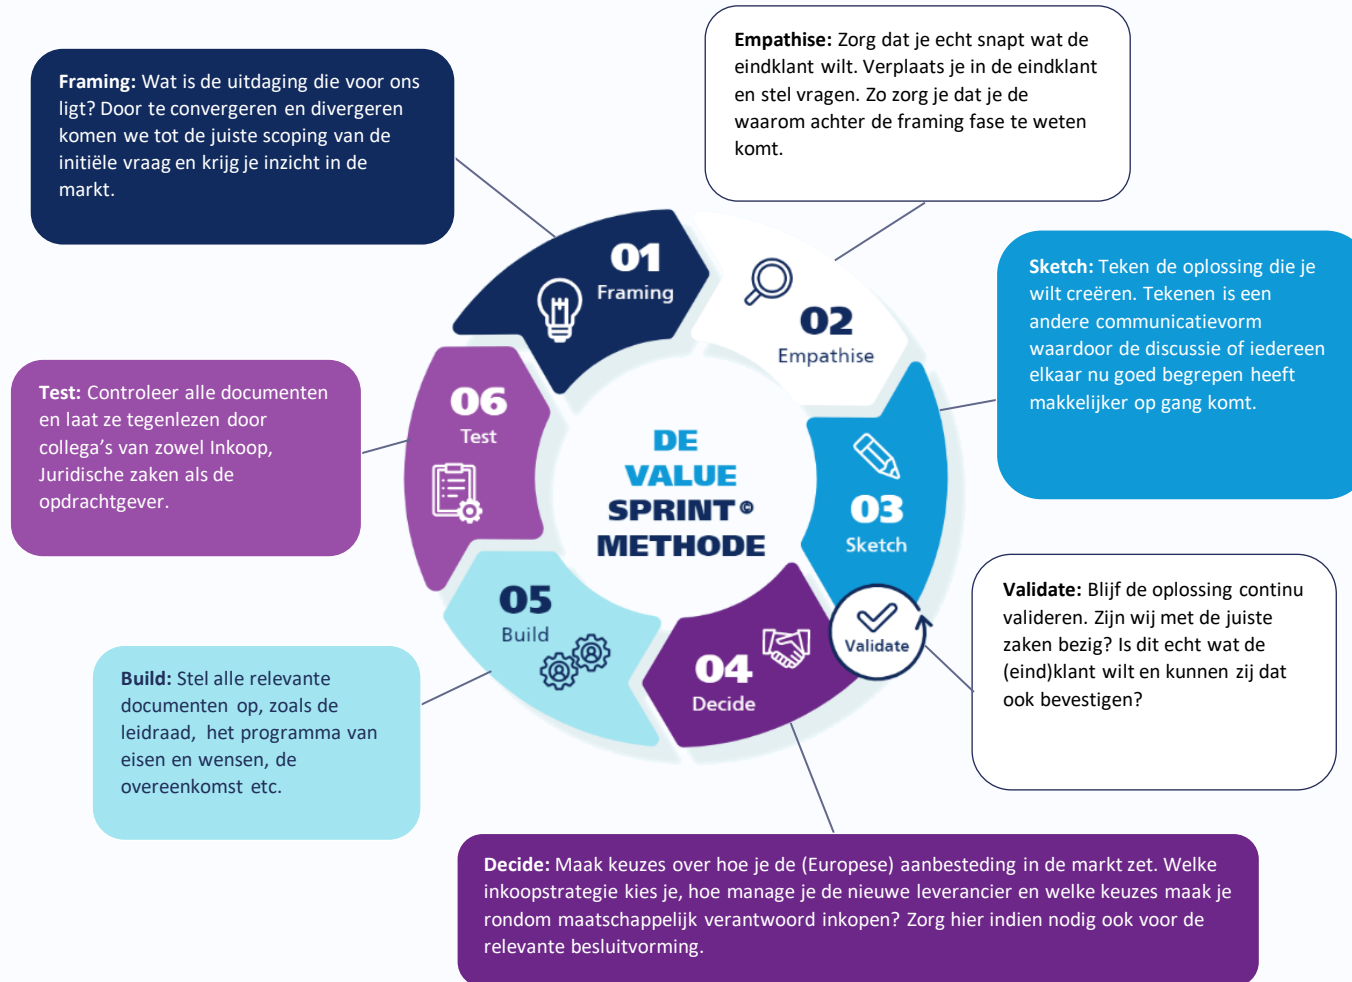 Framing: Wat is de uitdaging die voor ons
ligt? Door te convergeren en divergeren
komen we tot de juiste scoping van de
initiële vraag en krijg je inzicht in de
markt.
Empathise: Zorg dat je echt snapt wat de
eindklant wilt. Verplaats je in de eindklant
en stel vragen. Zo zorg je dat je de
waarom achter de framing fase te weten
komt.
Sketch: Teken de oplossing die je
wilt creëren. Tekenen is een
andere communicatievorm
waardoor de discussie of iedereen
elkaar nu goed begrepen heeft
makkelijker op gang komt.
Validate: Blijf de oplossing continu
valideren. Zijn wij met de juiste
zaken bezig? Is dit echt wat de
(eind)klant wilt en kunnen zij dat
ook bevestigen?
Decide: Maak keuzes over hoe je de (Europese) aanbesteding in de markt zet. Welke
inkoopstrategie kies je, hoe manage je de nieuwe leverancier en welke keuzes maak je
rondom maatschappelijk verantwoord inkopen? Zorg hier indien nodig ook voor de
relevante besluitvorming.
Build: Stel alle relevante
documenten op, zoals de
leidraad, het programma van
eisen en wensen, de
overeenkomst etc.
Test: Controleer alle documenten
en laat ze tegenlezen door
collega's van zowel Inkoop,
Juridische zaken als de
opdrachtgever.
01
Framing
02
Empathise
03
Sketch
Validate
04
Decide
05
Build
06
Test
DE
VALUE
SPRINT©
METHODE